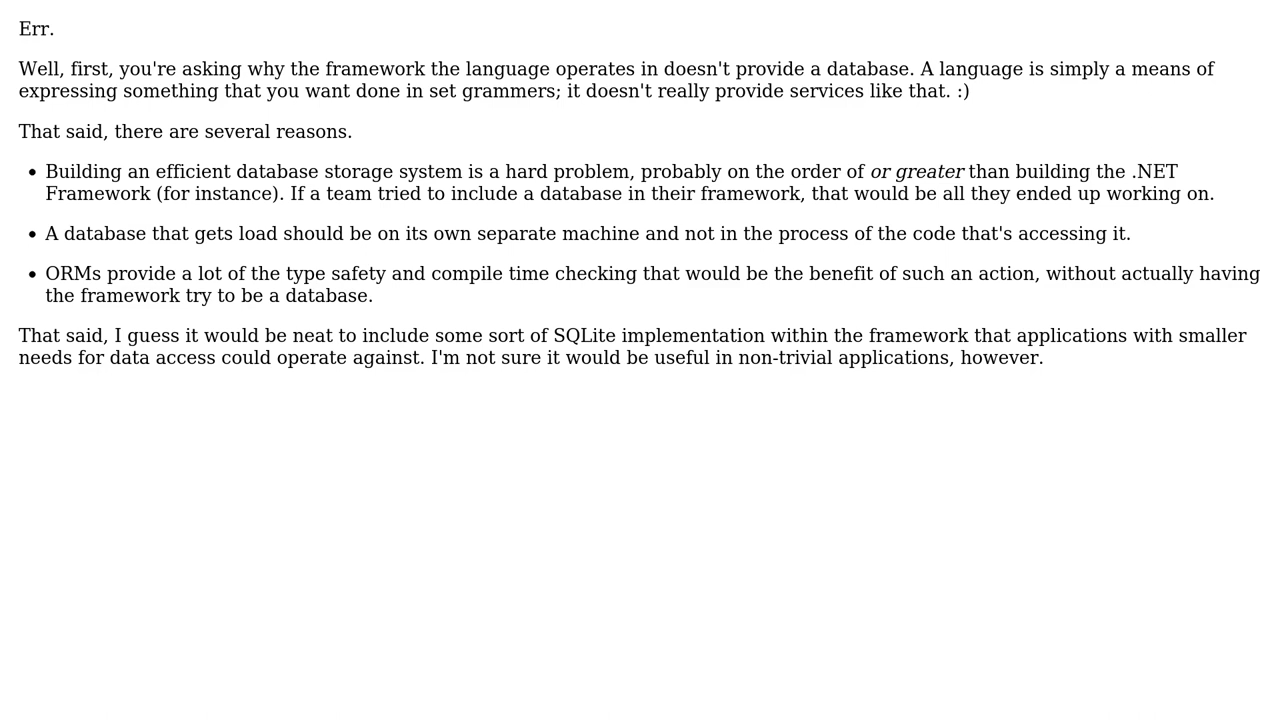 Err.
Well, first, you're asking why the framework the language operates in doesn't provide a database. A language is simply a means of
expressing something that you want done in set grammers; it doesn't really provide services like that. :)
That said, there are several reasons.
• Building an efficient database storage system is a hard problem, probably on the order of or greater than building the .NET
Framework (for instance). If a team tried to include a database in their framework, that would be all they ended up working on.
• A database that gets load should be on its own separate machine and not in the process of the code that's accessing it.
• ORMs provide a lot of the type safety and compile time checking that would be the benefit of such an action, without actually having
the framework try to be a database.
That said, I guess it would be neat to include some sort of SQLite implementation within the framework that applications with smaller
needs for data access could operate against. I'm not sure it would be useful in non-trivial applications, however.